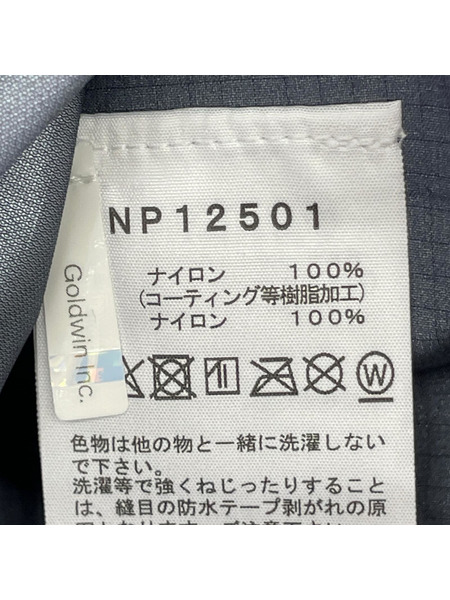 NP12501
ナイロン 100%
(コーティング等樹脂加工)
ナイロン 100%
Goldwin Inc.
W
色物は他の物と一緒に洗濯しない
で下さい。
洗濯等で強くねじったりすること
は、縫目の防水テープ剥がれの原